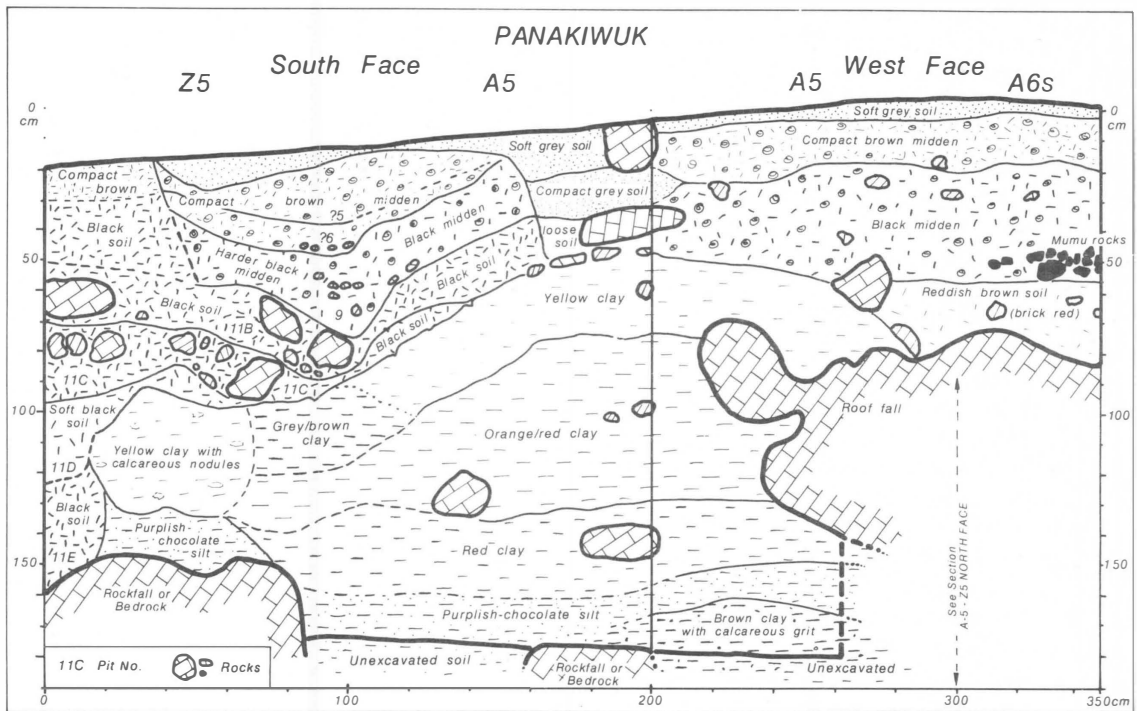 PANAKIWUK
South Face
West Face
Z5
A5
A5
A6s
0
cm
50
100
150
0
cm
50
100
150
Soft grey soil
Soft grey soil
Compact brown midden
Compact
brown
Compact brown midden
Compact grey soil
Black
soil
?5
?6
Black midden
loose
soil
Black midden
Harder black
midden
Mumu rocks
Black soil
9
Black soil
11B
Black soil
Yellow clay
Reddish brown soil
(brick red)
11C
11C
Roof fall
Soft black
soil
Grey/brown
clay
Orange/red clay
Yellow clay with
calcareous nodules
11D
Black
soil
Purplish-
chocolate
silt
Red clay
11E
See Section
A-5-Z5 NORTH FACE
Rockfall or
Bedrock
Purplish-chocolate silt
Brown clay
with calcareous grit
11C Pit No.
Rocks
Unexcavated soil
Rockfall or
Bedrock
Unexcavated
0
100
200
300
350cm